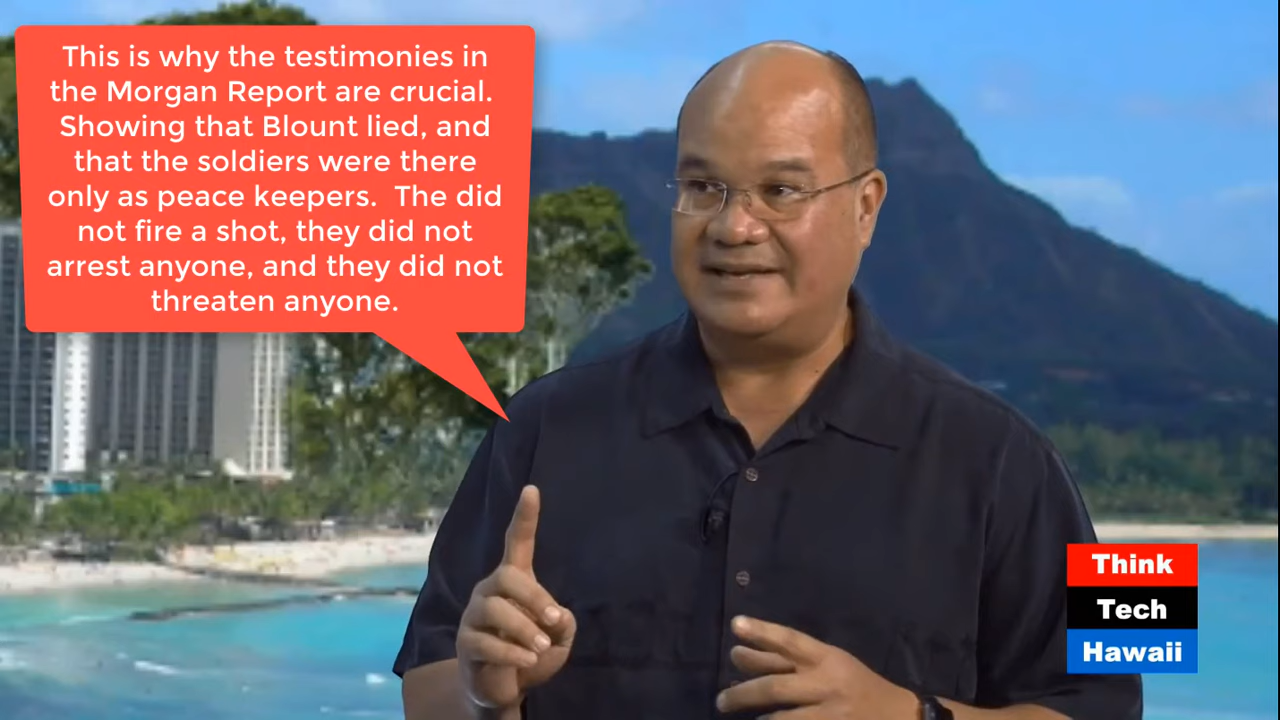 This is why the testimonies in
the Morgan Report are crucial.
Showing that Blount lied, and
that the soldiers were there
only as peace keepers.  The did
not fire a shot, they did not
arrest anyone, and they did not
threaten anyone.
Think
Tech
Hawaii